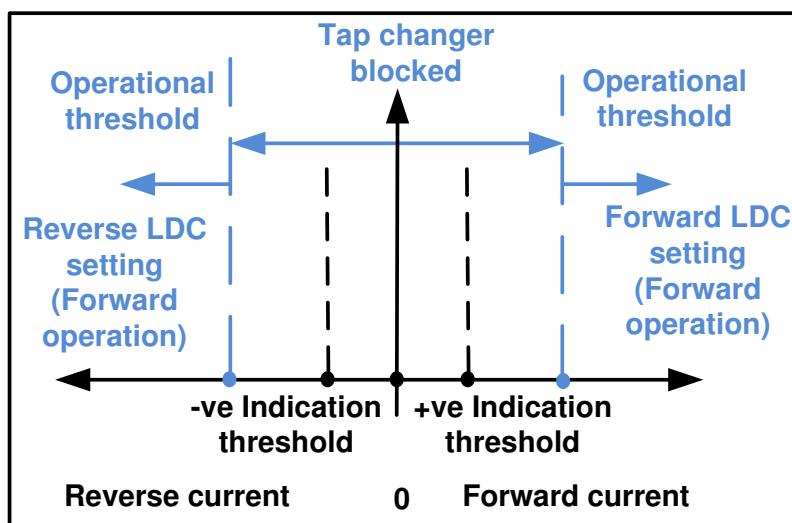 Tap changer
blocked
Operational
threshold
Operational
threshold
Reverse LDC
setting
(Forward
operation)
Forward LDC
setting
(Forward
operation)
-ve Indication
threshold
+ve Indication
threshold
Reverse current
0
Forward current